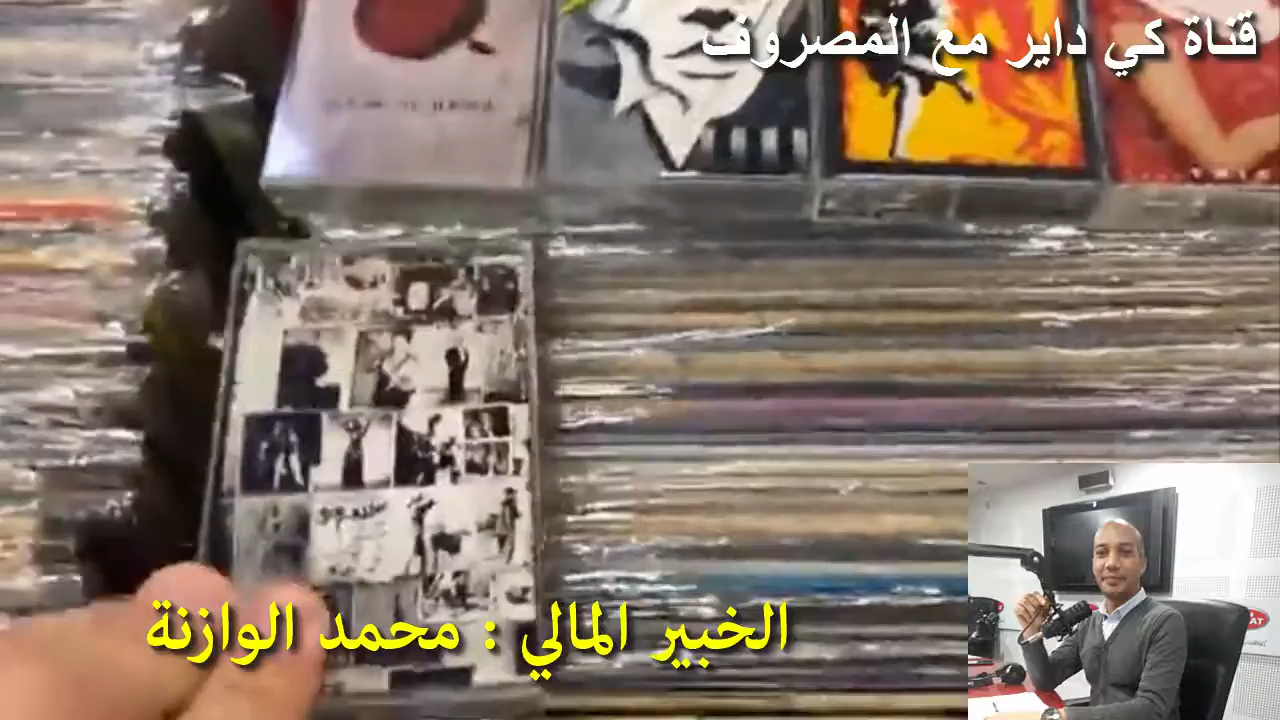 قناة كي داير مع المصروف
الخبير المالي : محمد الوازنة